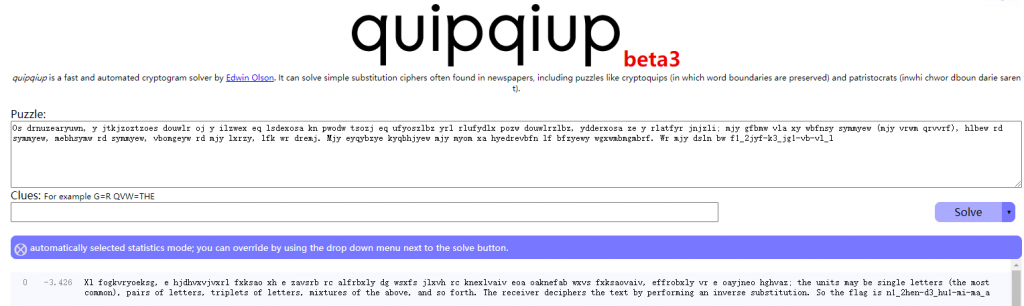 quipqiup beta3
quipqiup is a fast and automated cryptogram solver by Edwin Olson. It can solve simple substitution ciphers often found in newspapers, including puzzles like cryptoquips (in which word boundaries are preserved) and patristocrats (inwhi chwor dboun darie saren
t).
Puzzle:
Os drnuzearyuwn, y jtkjzoxtzoes douwlr oj y ilzwex eq lsdexosa kn pwodw tsozj eq ufyoszlbz yrl rlufydlx pozw douwlrzlbz, ydderxosa ze y rlatfyr jnjzli; mjy gfbmw vla xy wbfnzy symmyew (mjy vrwm qrvvrf), hlbew rd
symmyew, mebhsymw rd symmyew, vbomgeyw rd mjy lxrzy, lfk wr dremj. Mjy eyqybzye kyqbhjyew mjy myom xa hyedrevbfn lf bfzyewy wgxwmbmgmbrf. Wr mjy dsln bw fl_2jyf-k3_jg1-vb-vl_l
Clues: For example G=R QVW=THE
Solve
automatically selected statistics mode; you can override by using the drop down menu next to the solve button.
0 -3.426 Xl fogkvryoeksg, e hjdhvxvjvxrl fxksao xh e zavsrb rc alfrbxly dg wsxfs jlxvh rc knexlvaiv eoa oaknefab wxvs fxksaovaiv, effrobxly vr e oayjneo hghvaz; the units may be single letters (the most
common), pairs of letters, triplets of letters, mixtures of the above, and so forth. The receiver deciphers the text by performing an inverse substitution. So the flag is n1_2hen-d3_hu1-mi-ma_a